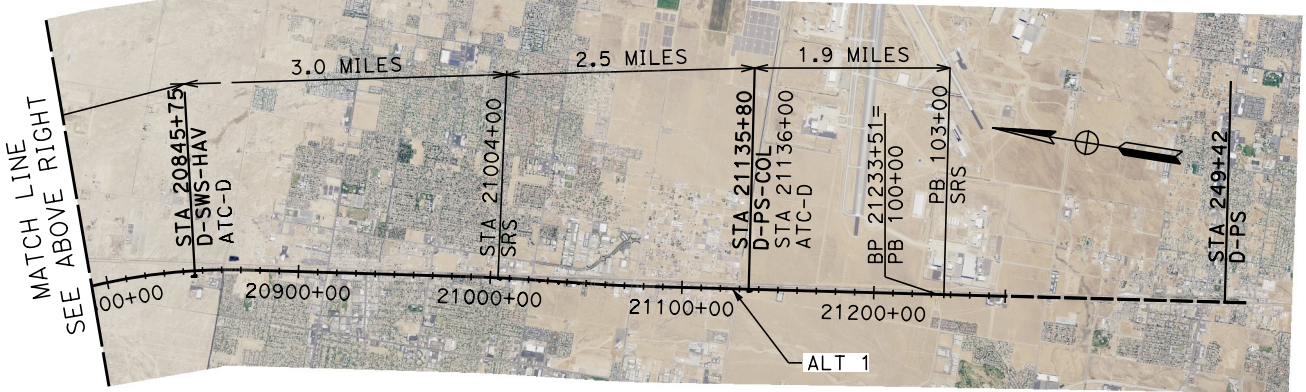 MATCH LINE
SEE ABOVE RIGHT
3.0 MILES
2.5 MILES
1.9 MILES
STA 20845+75
D-SWS-HAV
ATC-D
STA 21004+00
SRS
STA 21135+80
D-PS-COL
STA 21136+00
ATC-D
BP 21233+51=
PB 100+00
PB 103+00
SRS
STA 249+42
D-PS
00+00
20900+00
21000+00
21100+00
21200+00
ALT 1